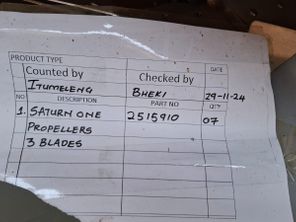 PRODUCT TYPE
Counted by Checked by DATE
ITUMELENG BHEKI 29-11-24
NO DESCRIPTION PART NO QTY
1. SATURN ONE 2515910 07
PROPELLERS
3 BLADES